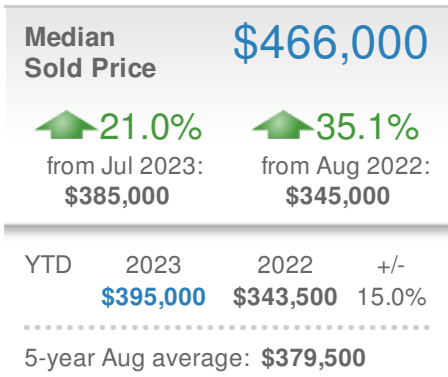 Median
Sold Price
$466,000
21.0%
from Jul 2023:
$385,000
35.1%
from Aug 2022:
$345,000
YTD 2023 2022 +/-
$395,000 $343,500 15.0%
5-year Aug average: $379,500